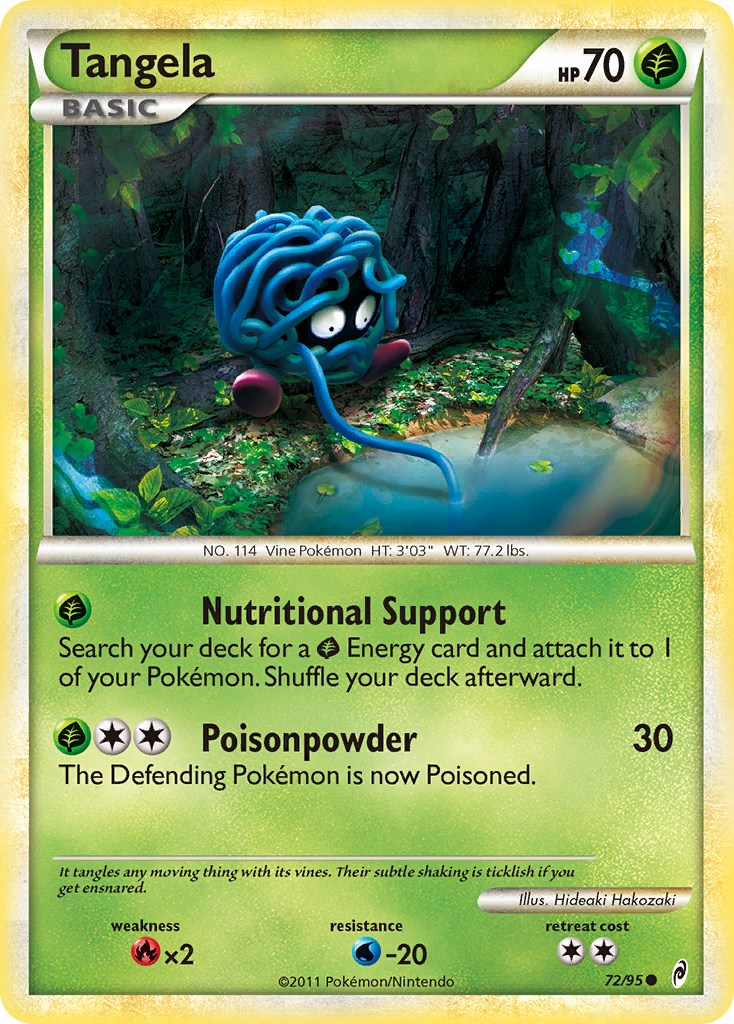 Tangela
HP 70
BASIC
NO. 114 Vine Pokémon HT: 3'03" WT: 77.2 lbs.
Nutritional Support
Search your deck for a Energy card and attach it to 1
of your Pokémon. Shuffle your deck afterward.
Poisonpowder 30
The Defending Pokémon is now Poisoned.
It tangles any moving thing with its vines. Their subtle shaking is ticklish if you
get ensnared.
Illus. Hideaki Hakozaki
weakness resistance retreat cost
×2 -20
72/95
©2011 Pokémon/Nintendo